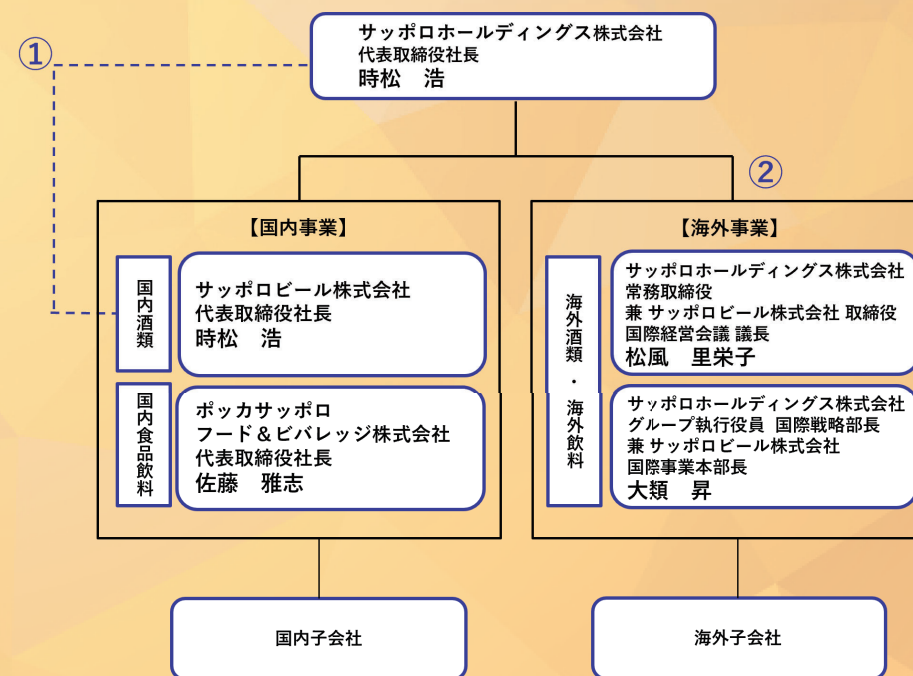 サッポロホールディングス株式会社
代表取締役社長
時松 浩
①
②
【国内事業】
国内酒類
サッポロビール株式会社
代表取締役社長
時松 浩
国内食品飲料
ポッカサッポロ
フード＆ビバレッジ株式会社
代表取締役社長
佐藤 雅志
【海外事業】
海外酒類・海外飲料
サッポロホールディングス株式会社
常務取締役
兼 サッポロビール株式会社 取締役
国際経営会議 議長
松風 里栄子
サッポロホールディングス株式会社
グループ執行役員 国際戦略部長
兼 サッポロビール株式会社
国際事業本部長
大類 昇
国内子会社
海外子会社